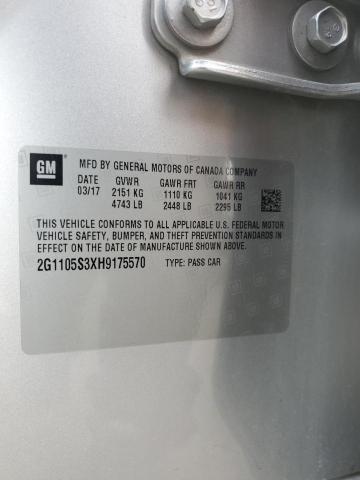 GM
MFD BY GENERAL MOTORS OF CANADA COMPANY
DATE GVWR GAWR FRT GAWR RR
03/17 2151 KG 1110 KG 1041 KG
4743 LB 2448 LB 2295 LB
THIS VEHICLE CONFORMS TO ALL APPLICABLE U.S. FEDERAL MOTOR
VEHICLE SAFETY, BUMPER, AND THEFT PREVENTION STANDARDS IN
EFFECT ON THE DATE OF MANUFACTURE SHOWN ABOVE.
2G1105S3XH9175570 TYPE: PASS CAR